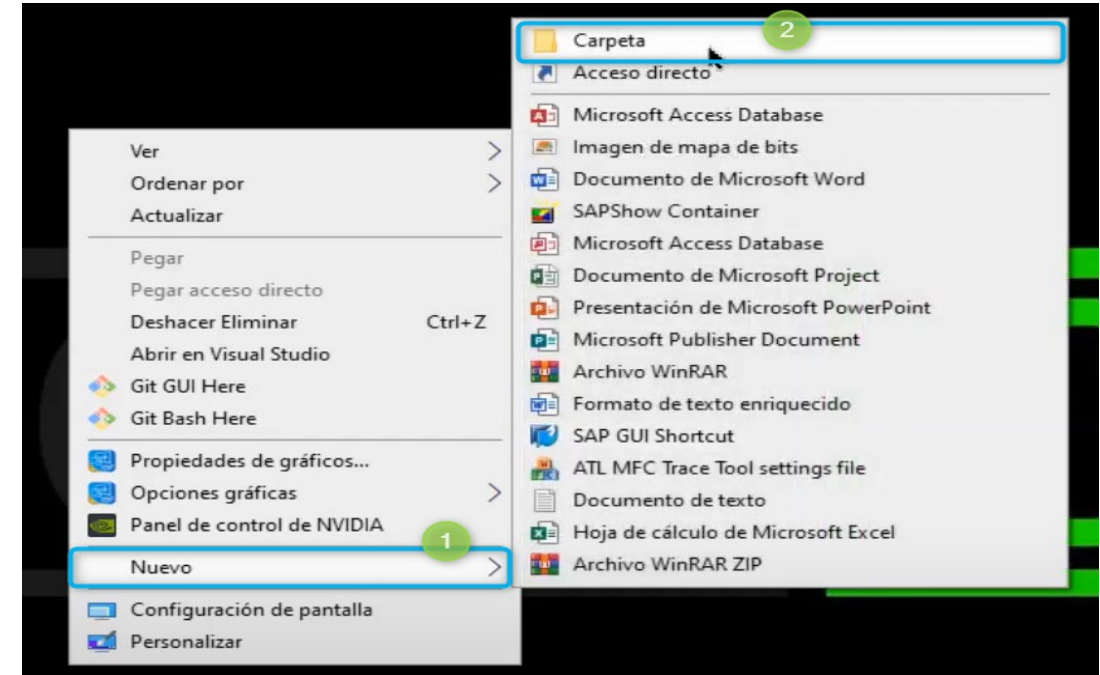 Ver
Ordenar por
Actualizar
Pegar
Pegar acceso directo
Deshacer Eliminar Ctrl+Z
Abrir en Visual Studio
Git GUI Here
Git Bash Here
Propiedades de gráficos...
Opciones gráficas
Panel de control de NVIDIA
1
Nuevo
Configuración de pantalla
Personalizar
2
Carpeta
Acceso directo
Microsoft Access Database
Imagen de mapa de bits
Documento de Microsoft Word
SAPShow Container
Microsoft Access Database
Documento de Microsoft Project
Presentación de Microsoft PowerPoint
Microsoft Publisher Document
Archivo WinRAR
Formato de texto enriquecido
SAP GUI Shortcut
ATL MFC Trace Tool settings file
Documento de texto
Hoja de cálculo de Microsoft Excel
Archivo WinRAR ZIP